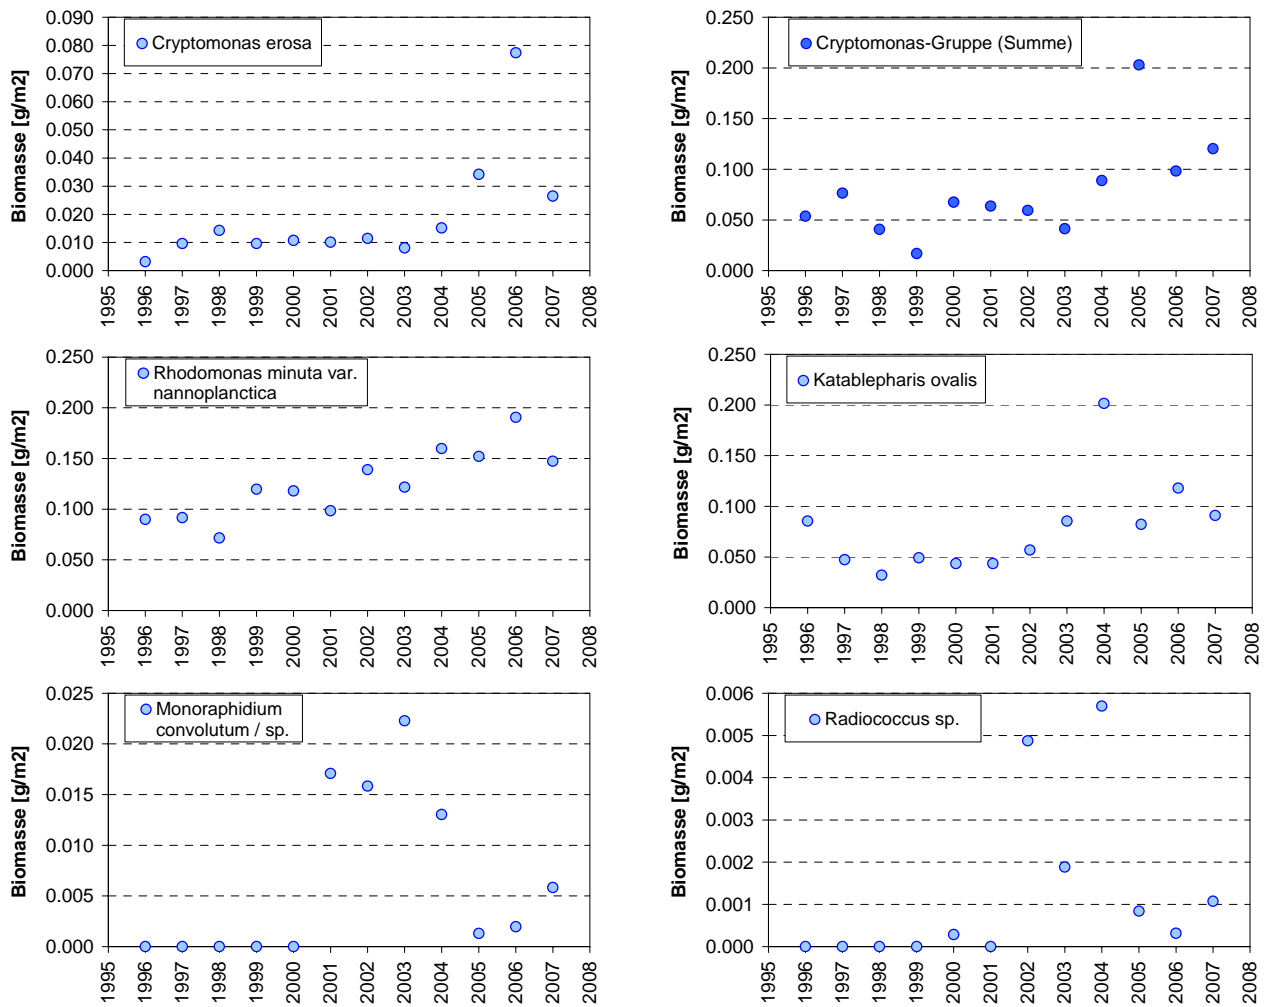 Biomasse [g/m2]
0.090
0.080
0.070
0.060
0.050
0.040
0.030
0.020
0.010
0.000
Cryptomonas erosa
1995 1996 1997 1998 1999 2000 2001 2002 2003 2004 2005 2006 2007 2008
Biomasse [g/m2]
0.250
0.200
0.150
0.100
0.050
0.000
Cryptomonas-Gruppe (Summe)
1995 1996 1997 1998 1999 2000 2001 2002 2003 2004 2005 2006 2007 2008
Biomasse [g/m2]
0.250
0.200
0.150
0.100
0.050
0.000
Rhodomonas minuta var.
nannoplanctica
1995 1996 1997 1998 1999 2000 2001 2002 2003 2004 2005 2006 2007 2008
Biomasse [g/m2]
0.250
0.200
0.150
0.100
0.050
0.000
Katablepharis ovalis
1995 1996 1997 1998 1999 2000 2001 2002 2003 2004 2005 2006 2007 2008
Biomasse [g/m2]
0.025
0.020
0.015
0.010
0.005
0.000
Monoraphidium
convolutum / sp.
1995 1996 1997 1998 1999 2000 2001 2002 2003 2004 2005 2006 2007 2008
Biomasse [g/m2]
0.006
0.005
0.004
0.003
0.002
0.001
0.000
Radiococcus sp.
1995 1996 1997 1998 1999 2000 2001 2002 2003 2004 2005 2006 2007 2008